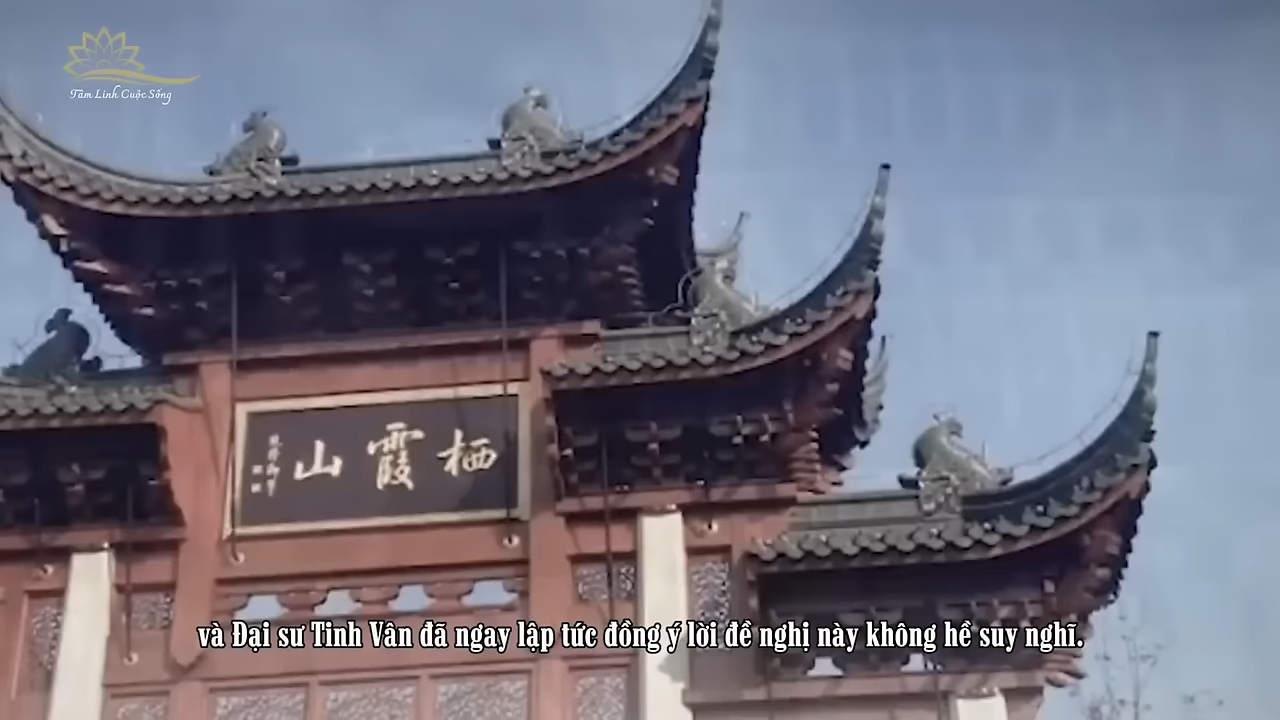 Tâm Linh Cuộc Sống
栖霞山
và Đại sư Tinh Vân đã ngay lập tức đồng ý lời đề nghị này không hề suy nghĩ.